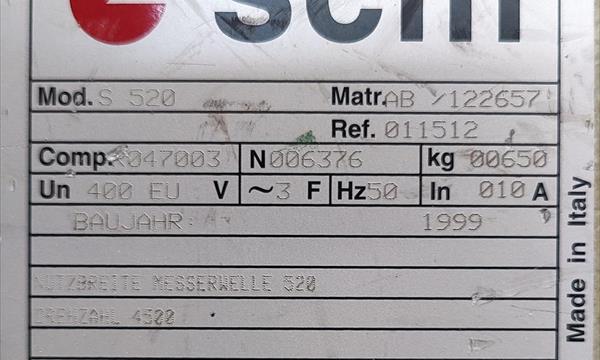 scm
Mod. S 520 Matr. AB /122657
Ref. 011512
Comp. 047003 N 006376 kg 00650
Un 400 EU V ~3 F Hz 50 In 010 A
BAUJAHR: 1999
NUTZBREITE MESSERWELLE 520
DREHZAHL 4500
Made in Italy